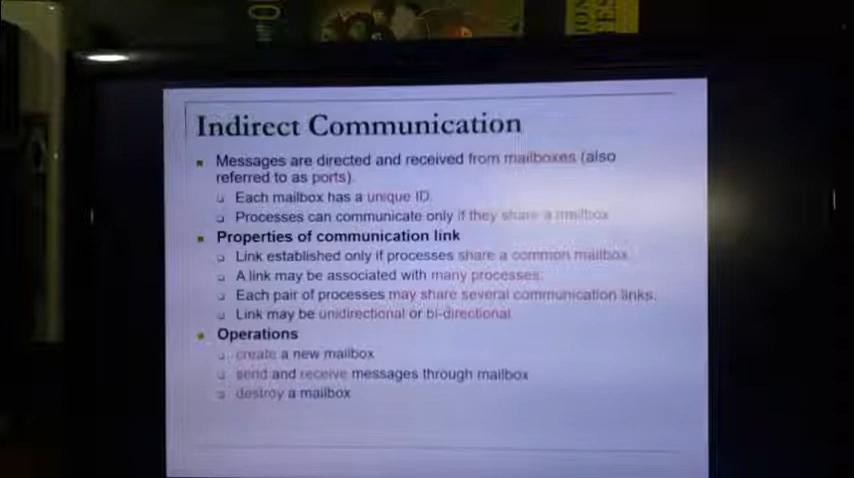 Indirect Communication
Messages are directed and received from mailboxes (also
referred to as ports).
Each mailbox has a unique ID.
Processes can communicate only if they share a mailbox
Properties of communication link
Link established only if processes share a common mailbox.
A link may be associated with many processes.
Each pair of processes may share several communication links.
Link may be unidirectional or bi-directional.
Operations
create a new mailbox
send and receive messages through mailbox
destroy a mailbox